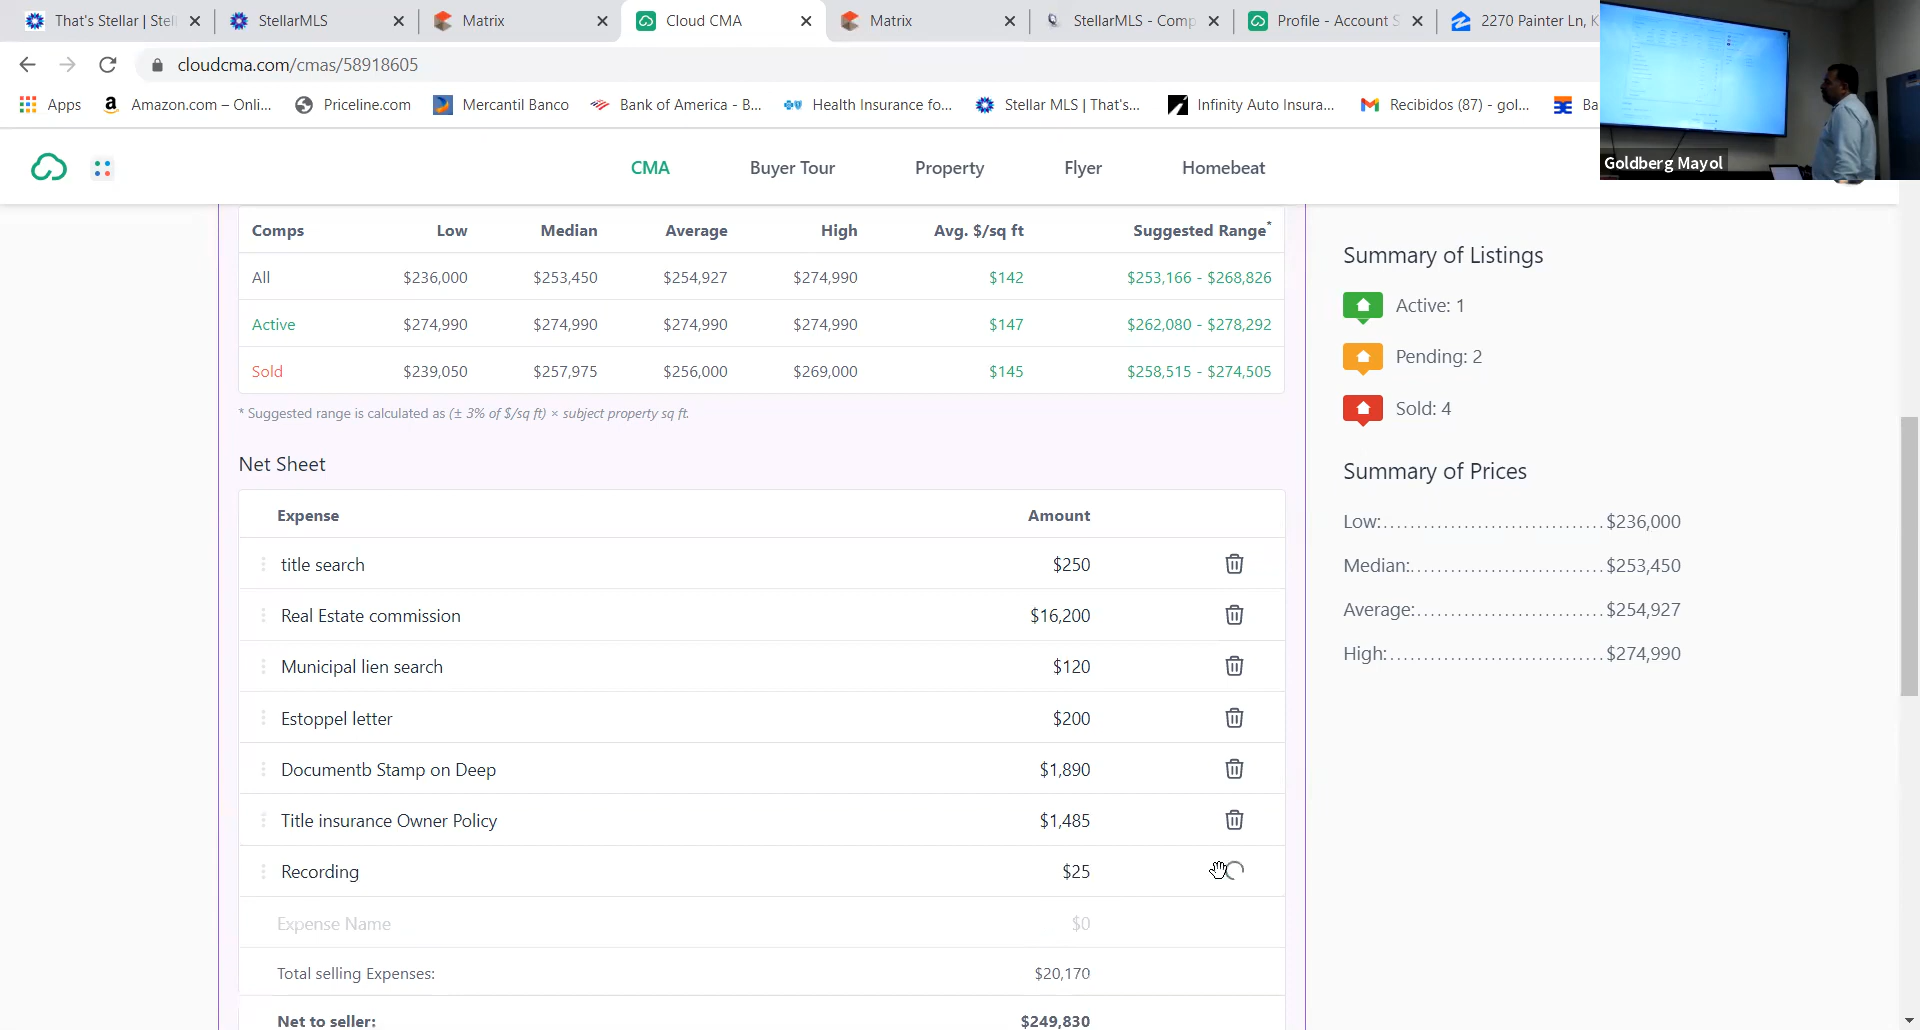 That's Stellar | Stell
StellarMLS
Matrix
Cloud CMA
Matrix
StellarMLS - Comp
Profile - Account S
2270 Painter Ln, K
cloudcma.com/cmas/58918605
Apps
Amazon.com – Onli...
Priceline.com
Mercantil Banco
Bank of America - B...
Health Insurance fo...
Stellar MLS | That's...
Infinity Auto Insura...
Recibidos (87) - gol...
Ba
Goldberg Mayol
CMA
Buyer Tour
Property
Flyer
Homebeat
Comps Low Median Average High Avg. $/sq ft Suggested Range*
All $236,000 $253,450 $254,927 $274,990 $142 $253,166 - $268,826
Active $274,990 $274,990 $274,990 $274,990 $147 $262,080 - $278,292
Sold $239,050 $257,975 $256,000 $269,000 $145 $258,515 - $274,505
* Suggested range is calculated as (± 3% of $/sq ft) × subject property sq ft.
Net Sheet
Expense Amount
title search $250
Real Estate commission $16,200
Municipal lien search $120
Estoppel letter $200
Documentb Stamp on Deep $1,890
Title insurance Owner Policy $1,485
Recording $25
Expense Name $0
Total selling Expenses: $20,170
Net to seller: $249,830
Summary of Listings
Active: 1
Pending: 2
Sold: 4
Summary of Prices
Low:................................$236,000
Median:............................$253,450
Average:...........................$254,927
High:...............................$274,990